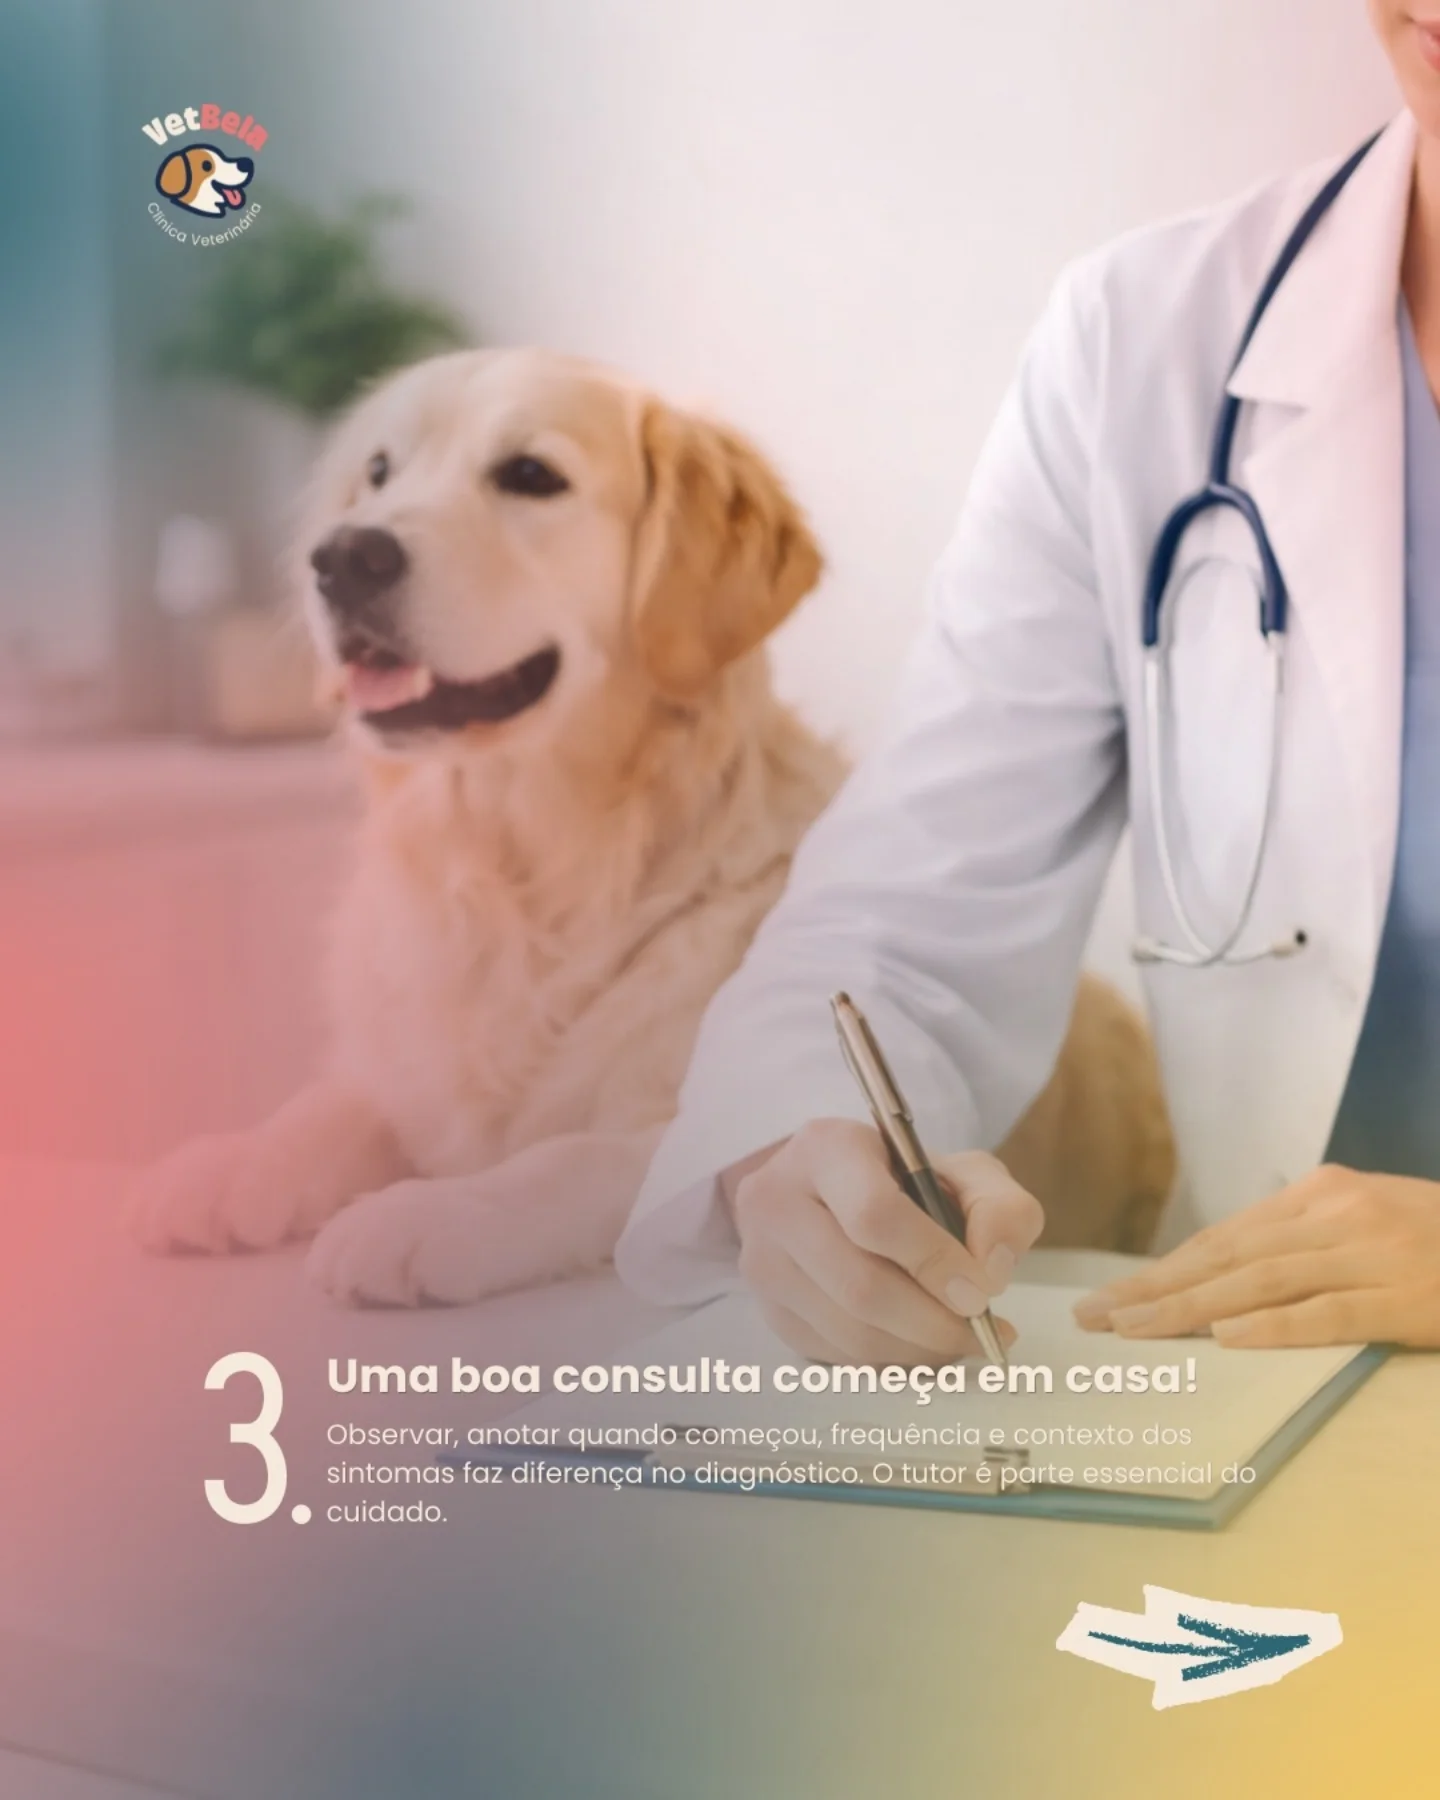 VetBela
Clínica Veterinária
3.
Uma boa consulta começa em casa!
Observar, anotar quando começou, frequência e contexto dos
sintomas faz diferença no diagnóstico. O tutor é parte essencial do
cuidado.